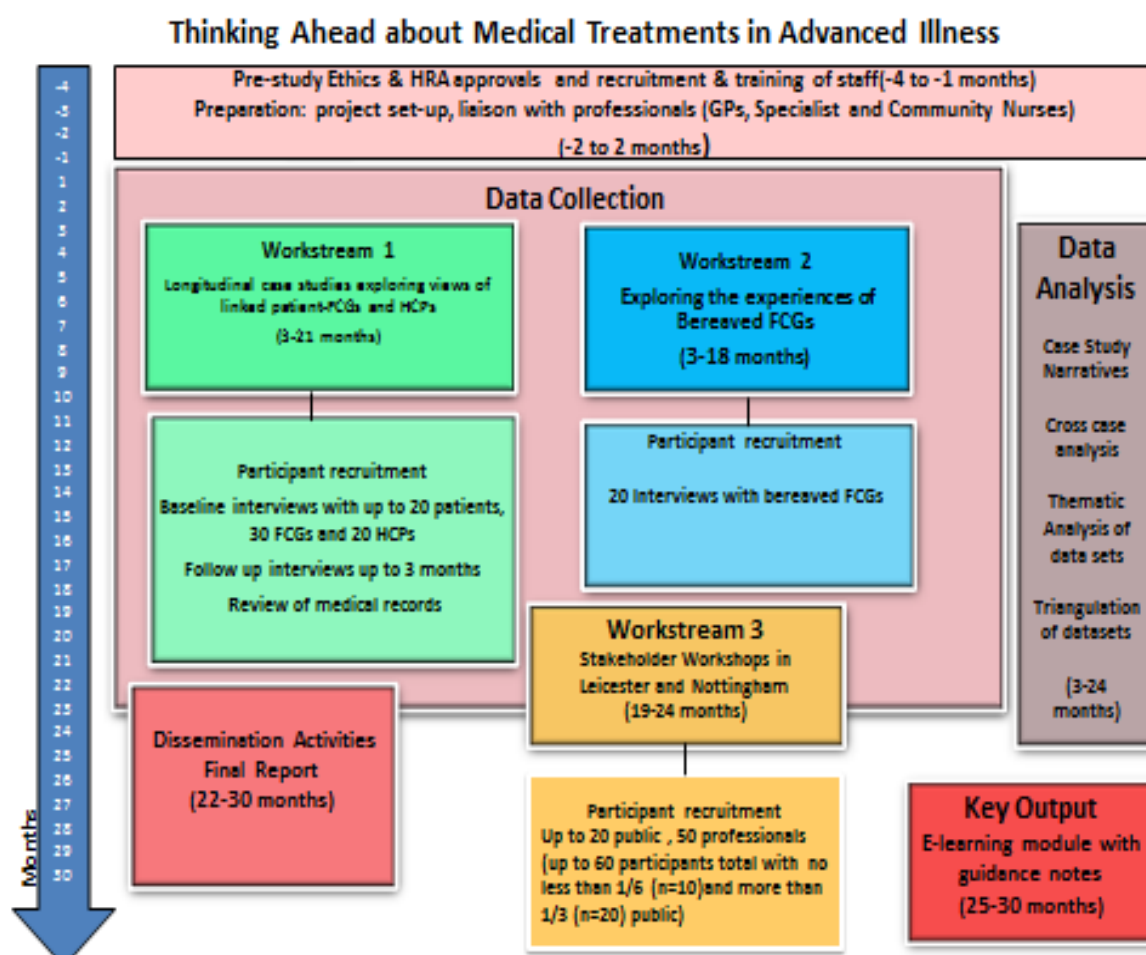 Thinking Ahead about Medical Treatments in Advanced Illness
Pre-study Ethics & HRA approvals and recruitment & training of staff(-4 to -1 months)
Preparation: project set-up, liaison with professionals (GPs, Specialist and Community Nurses)
(-2 to 2 months)
-4
-3
-2
-1
1
2
3
4
5
6
7
8
9
10
11
12
13
14
15
16
17
18
19
20
21
22
23
24
25
26
27
28
29
30
Months
Data Collection
Workstream 1
Longitudinal case studies exploring views of
linked patient-FCGs and HCPs
(3-21 months)
Participant recruitment
Baseline interviews with up to 20 patients,
30 FCGs and 20 HCPs
Follow up interviews up to 3 months
Review of medical records
Workstream 2
Exploring the experiences of
Bereaved FCGs
(3-18 months)
Participant recruitment
20 Interviews with bereaved FCGs
Workstream 3
Stakeholder Workshops in
Leicester and Nottingham
(19-24 months)
Participant recruitment
Up to 20 public , 50 professionals
(up to 60 participants total with no
less than 1/6 (n=10)and more than
1/3 (n=20) public)
Data
Analysis
Case Study
Narratives
Cross case
analysis
Thematic
Analysis of
data sets
Triangulation
of datasets
(3-24
months)
Dissemination Activities
Final Report
(22-30 months)
Key Output
E-learning module with
guidance notes
(25-30 months)